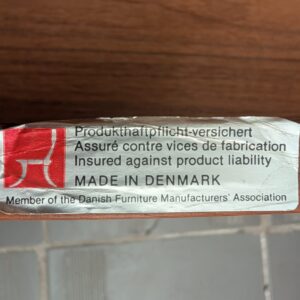 Produkthaftpflicht-versichert
Assuré contre vices de fabrication
Insured against product liability
MADE IN DENMARK
Member of the Danish Furniture Manufacturers' Association